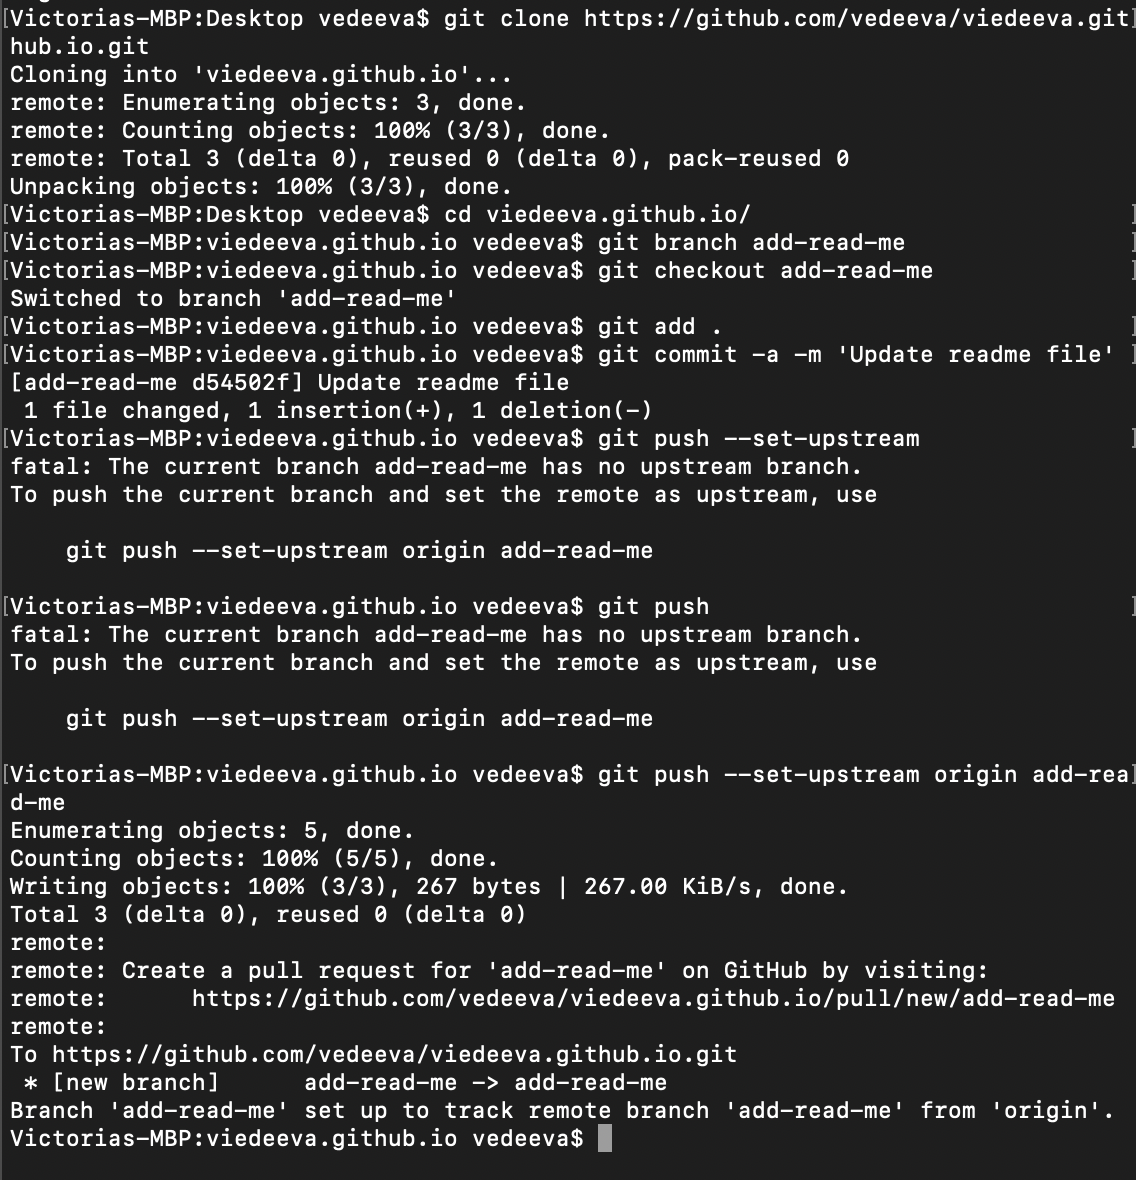 [Victorias-MBP:Desktop vedeeva$ git clone https://github.com/vedeeva/viedeeva.git]
hub.io.git
Cloning into 'viedeeva.github.io'...
remote: Enumerating objects: 3, done.
remote: Counting objects: 100% (3/3), done.
remote: Total 3 (delta 0), reused 0 (delta 0), pack-reused 0
Unpacking objects: 100% (3/3), done.
[Victorias-MBP:Desktop vedeeva$ cd viedeeva.github.io/ ]
[Victorias-MBP:viedeeva.github.io vedeeva$ git branch add-read-me ]
[Victorias-MBP:viedeeva.github.io vedeeva$ git checkout add-read-me ]
Switched to branch 'add-read-me'
[Victorias-MBP:viedeeva.github.io vedeeva$ git add . ]
[Victorias-MBP:viedeeva.github.io vedeeva$ git commit -a -m 'Update readme file' ]
[add-read-me d54502f] Update readme file
 1 file changed, 1 insertion(+), 1 deletion(-)
[Victorias-MBP:viedeeva.github.io vedeeva$ git push --set-upstream ]
fatal: The current branch add-read-me has no upstream branch.
To push the current branch and set the remote as upstream, use
    git push --set-upstream origin add-read-me
[Victorias-MBP:viedeeva.github.io vedeeva$ git push ]
fatal: The current branch add-read-me has no upstream branch.
To push the current branch and set the remote as upstream, use
    git push --set-upstream origin add-read-me
[Victorias-MBP:viedeeva.github.io vedeeva$ git push --set-upstream origin add-rea]
d-me
Enumerating objects: 5, done.
Counting objects: 100% (5/5), done.
Writing objects: 100% (3/3), 267 bytes | 267.00 KiB/s, done.
Total 3 (delta 0), reused 0 (delta 0)
remote:
remote: Create a pull request for 'add-read-me' on GitHub by visiting:
remote:      https://github.com/vedeeva/viedeeva.github.io/pull/new/add-read-me
remote:
To https://github.com/vedeeva/viedeeva.github.io.git
 * [new branch]      add-read-me -> add-read-me
Branch 'add-read-me' set up to track remote branch 'add-read-me' from 'origin'.
Victorias-MBP:viedeeva.github.io vedeeva$